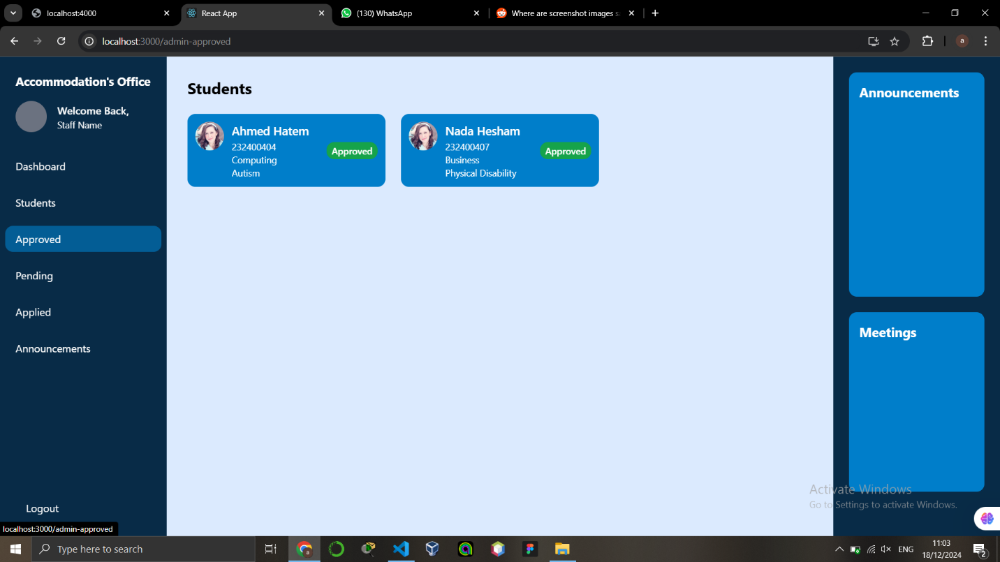 localhost:4000
React App
(130) WhatsApp
Where are screenshot images s
localhost:3000/admin-approved
a
Accommodation's Office
Welcome Back,
Staff Name
Dashboard
Students
Approved
Pending
Applied
Announcements
Logout
localhost:3000/admin-approved
Students
Ahmed Hatem
232400404
Computing
Autism
Approved
Nada Hesham
232400407
Business
Physical Disability
Approved
Announcements
Meetings
Activate Windows
Go to Settings to activate Windows.
Type here to search
a
ENG
11:03
18/12/2024
2